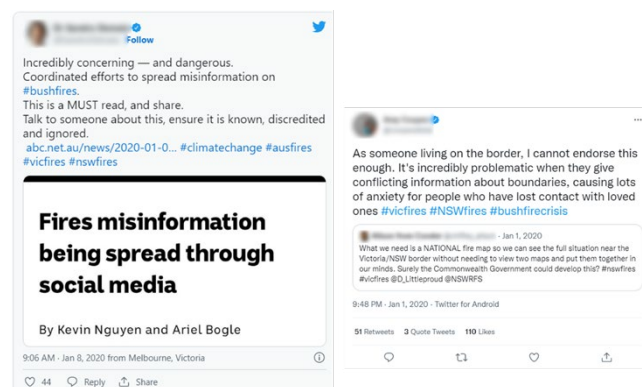 Follow
Incredibly concerning — and dangerous.
Coordinated efforts to spread misinformation on
#bushfires.
This is a MUST read, and share.
Talk to someone about this, ensure it is known, discredited
and ignored.
abc.net.au/news/2020-01-0... #climatechange #ausfires
#vicfires #nswfires
Fires misinformation
being spread through
social media
By Kevin Nguyen and Ariel Bogle
9:06 AM · Jan 8, 2020 from Melbourne, Victoria
44 Reply Share
As someone living on the border, I cannot endorse this
enough. It's incredibly problematic when they give
conflicting information about boundaries, causing lots
of anxiety for people who have lost contact with loved
ones #vicfires #NSWfires #bushfirecrisis
· Jan 1, 2020
What we need is a NATIONAL fire map so we can see the full situation near the
Victoria/NSW border without needing to view two maps and put them together in
our minds. Surely the Commonwealth Government could develop this? #nswfires
#vicfires @D_Littleproud @NSWRFS
9:48 PM · Jan 1, 2020 · Twitter for Android
51 Retweets 3 Quote Tweets 110 Likes